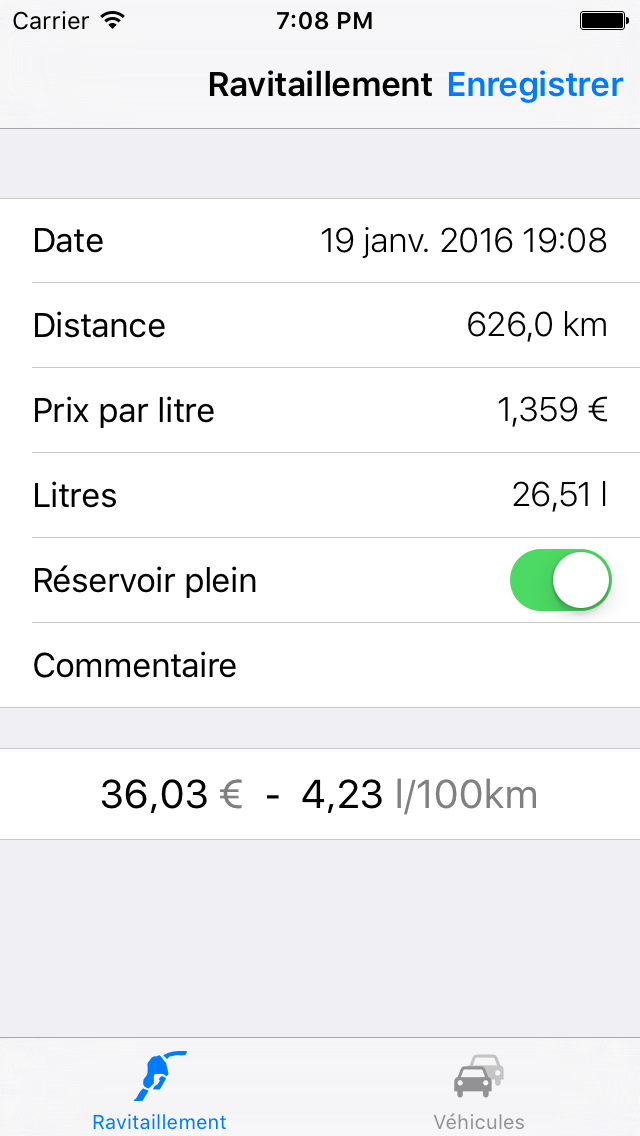 Carrier 7:08 PM
Ravitaillement Enregistrer
Date 19 janv. 2016 19:08
Distance 626,0 km
Prix par litre 1,359 €
Litres 26,51 l
Réservoir plein
Commentaire
36,03 € - 4,23 l/100km
Ravitaillement Véhicules